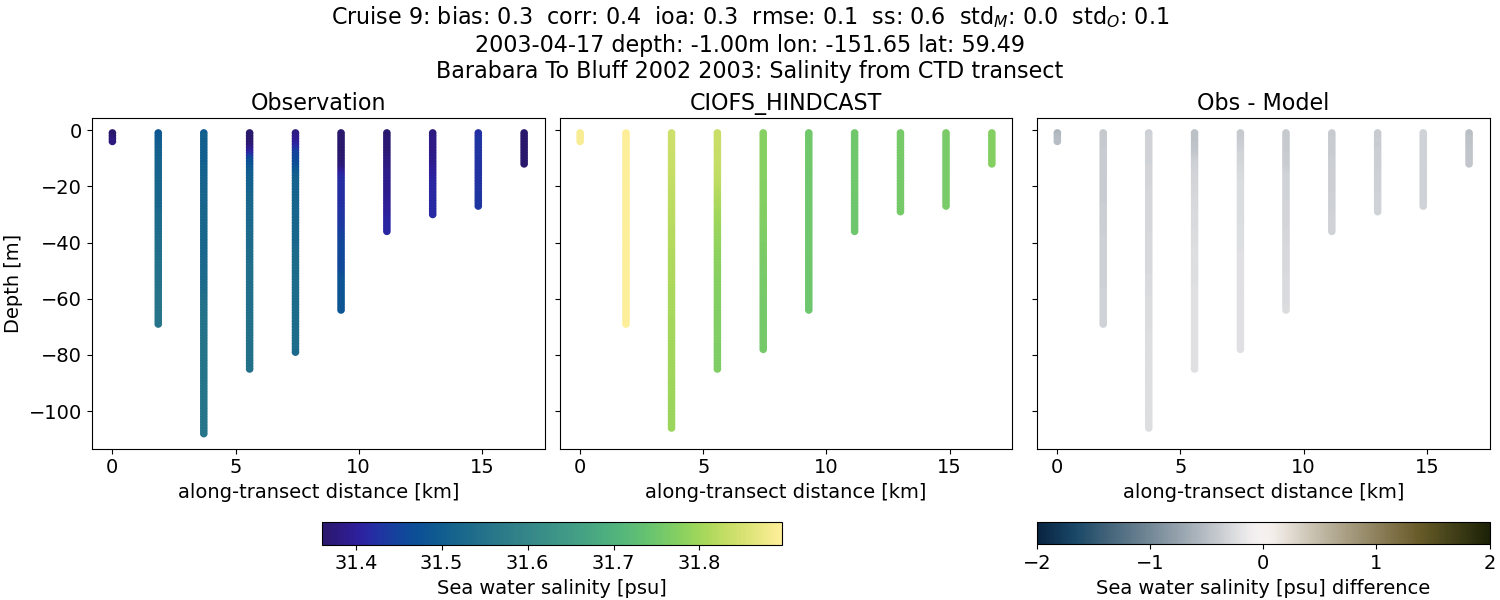 Cruise 9: bias: 0.3 corr: 0.4 ioa: 0.3 rmse: 0.1 ss: 0.6 std_M: 0.0 std_O: 0.1
2003-04-17 depth: -1.00m lon: -151.65 lat: 59.49
Barabara To Bluff 2002 2003: Salinity from CTD transect
Observation
CIOFS_HINDCAST
Obs - Model
Depth [m]
0
−20
−40
−60
−80
−100
0 5 10 15
0 5 10 15
0 5 10 15
along-transect distance [km]
along-transect distance [km]
along-transect distance [km]
31.4 31.5 31.6 31.7 31.8
Sea water salinity [psu]
−2 −1 0 1 2
Sea water salinity [psu] difference